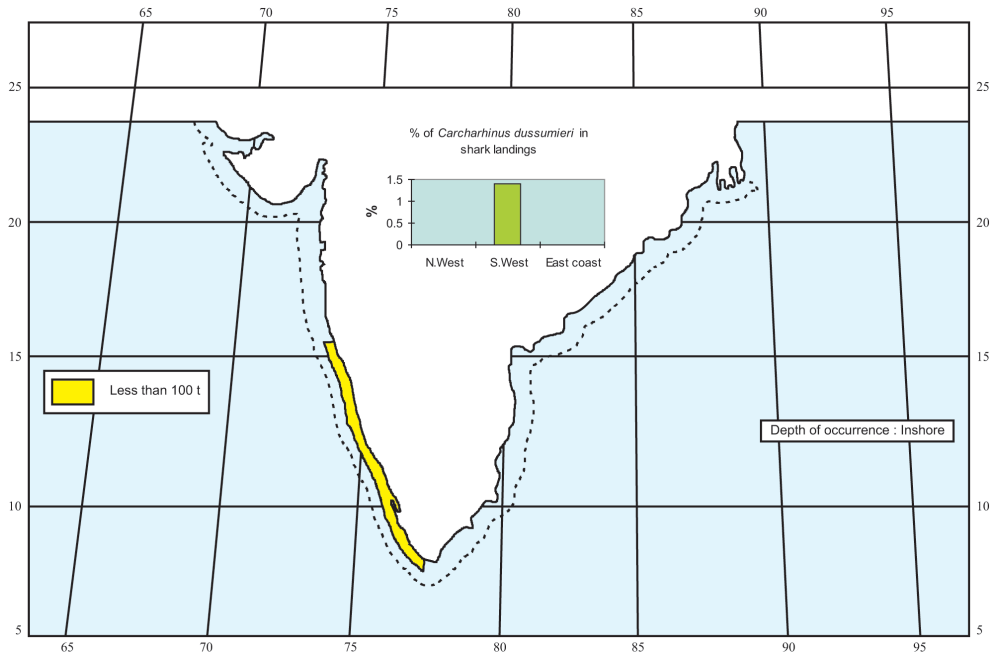 65 70 75 80 85 90 95
25 25
% of Carcharhinus dussumieri in
shark landings
1.5
1
0.5
0
%
N.West S.West East coast
20 20
15 15
Less than 100 t
Depth of occurrence : Inshore
10 10
5 5
65 70 75 80 85 90 95